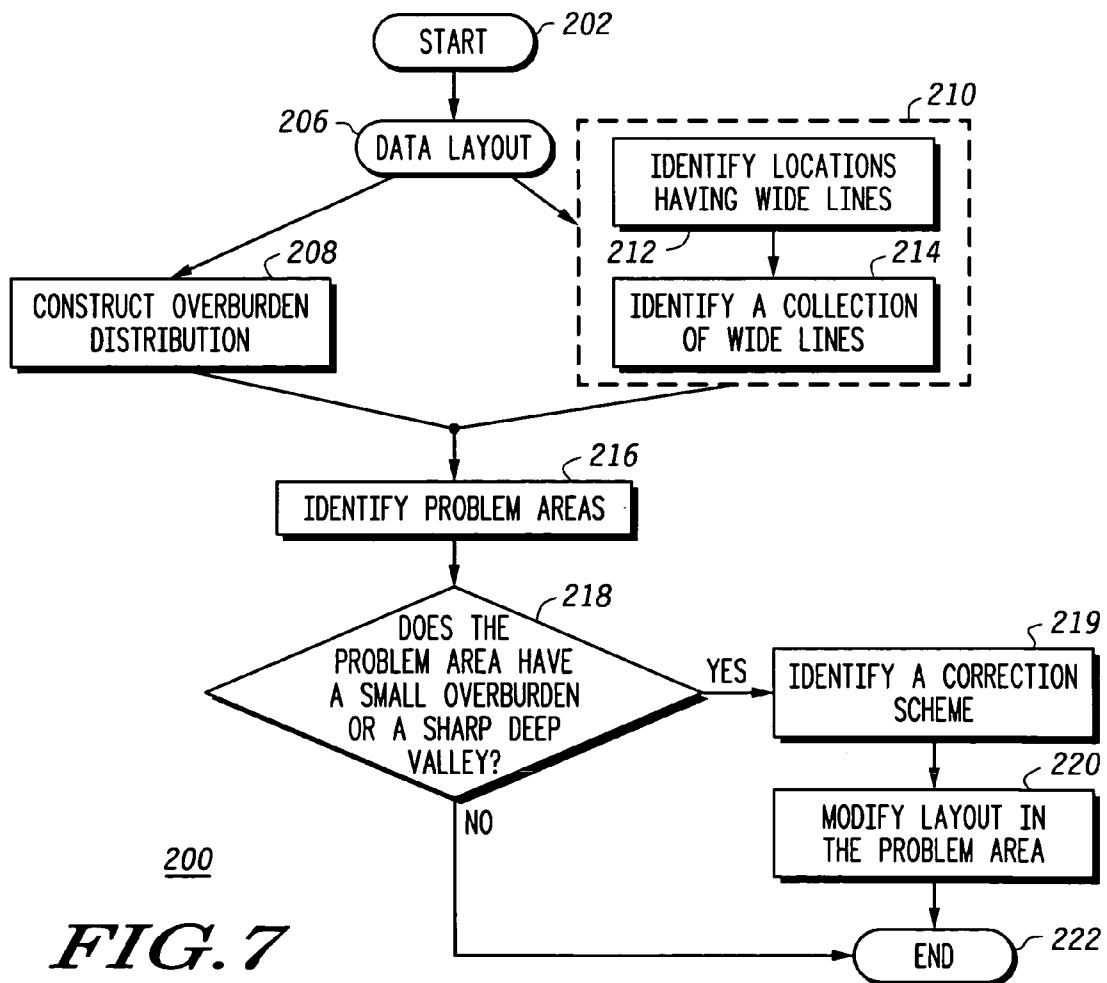 START
202
206
DATA LAYOUT
210
IDENTIFY LOCATIONS
HAVING WIDE LINES
212
214
IDENTIFY A COLLECTION
OF WIDE LINES
208
CONSTRUCT OVERBURDEN
DISTRIBUTION
216
IDENTIFY PROBLEM AREAS
218
DOES THE
PROBLEM AREA HAVE
A SMALL OVERBURDEN
OR A SHARP DEEP
VALLEY?
YES
NO
219
IDENTIFY A CORRECTION
SCHEME
220
MODIFY LAYOUT IN
THE PROBLEM AREA
END
222
200
FIG. 7